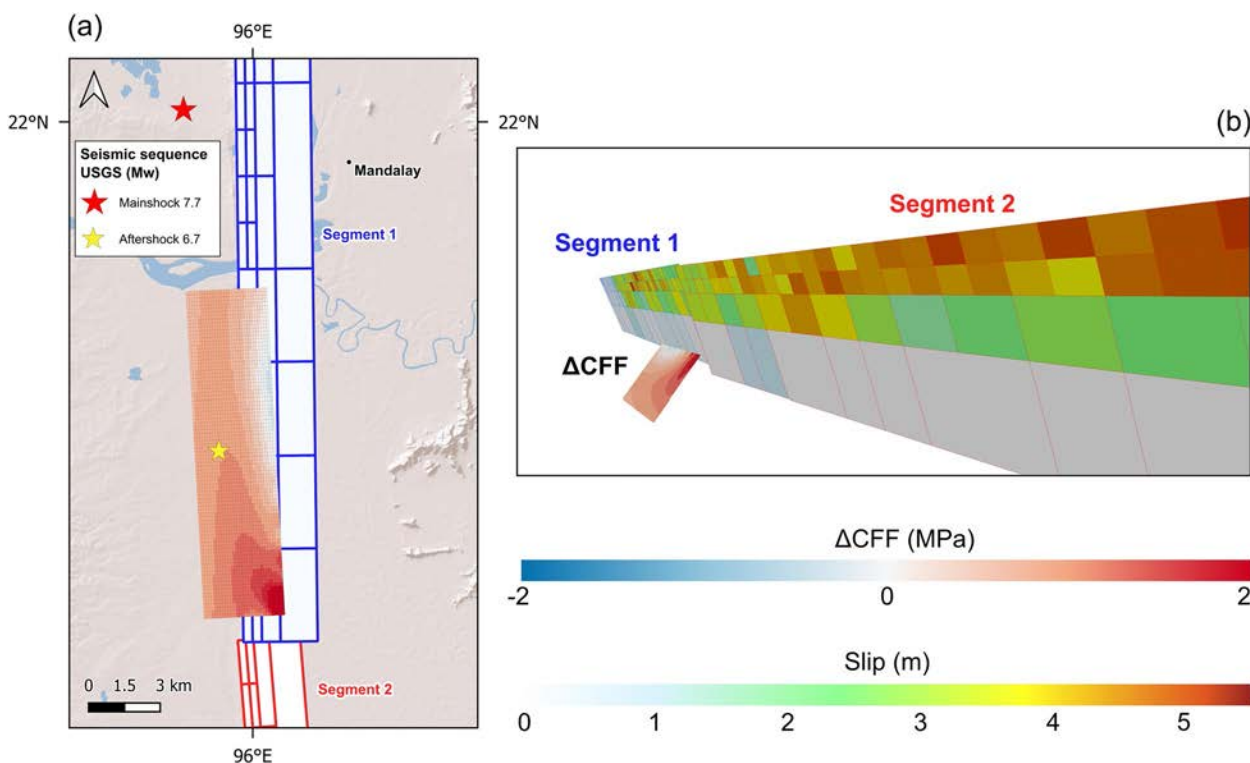 (a)
96°E
22°N
22°N
Seismic sequence
USGS (Mw)
Mainshock 7.7
Aftershock 6.7
Mandalay
Segment 1
Segment 2
0 1.5 3 km
96°E
(b)
Segment 2
Segment 1
ΔCFF
ΔCFF (MPa)
-2 0 2
Slip (m)
0 1 2 3 4 5